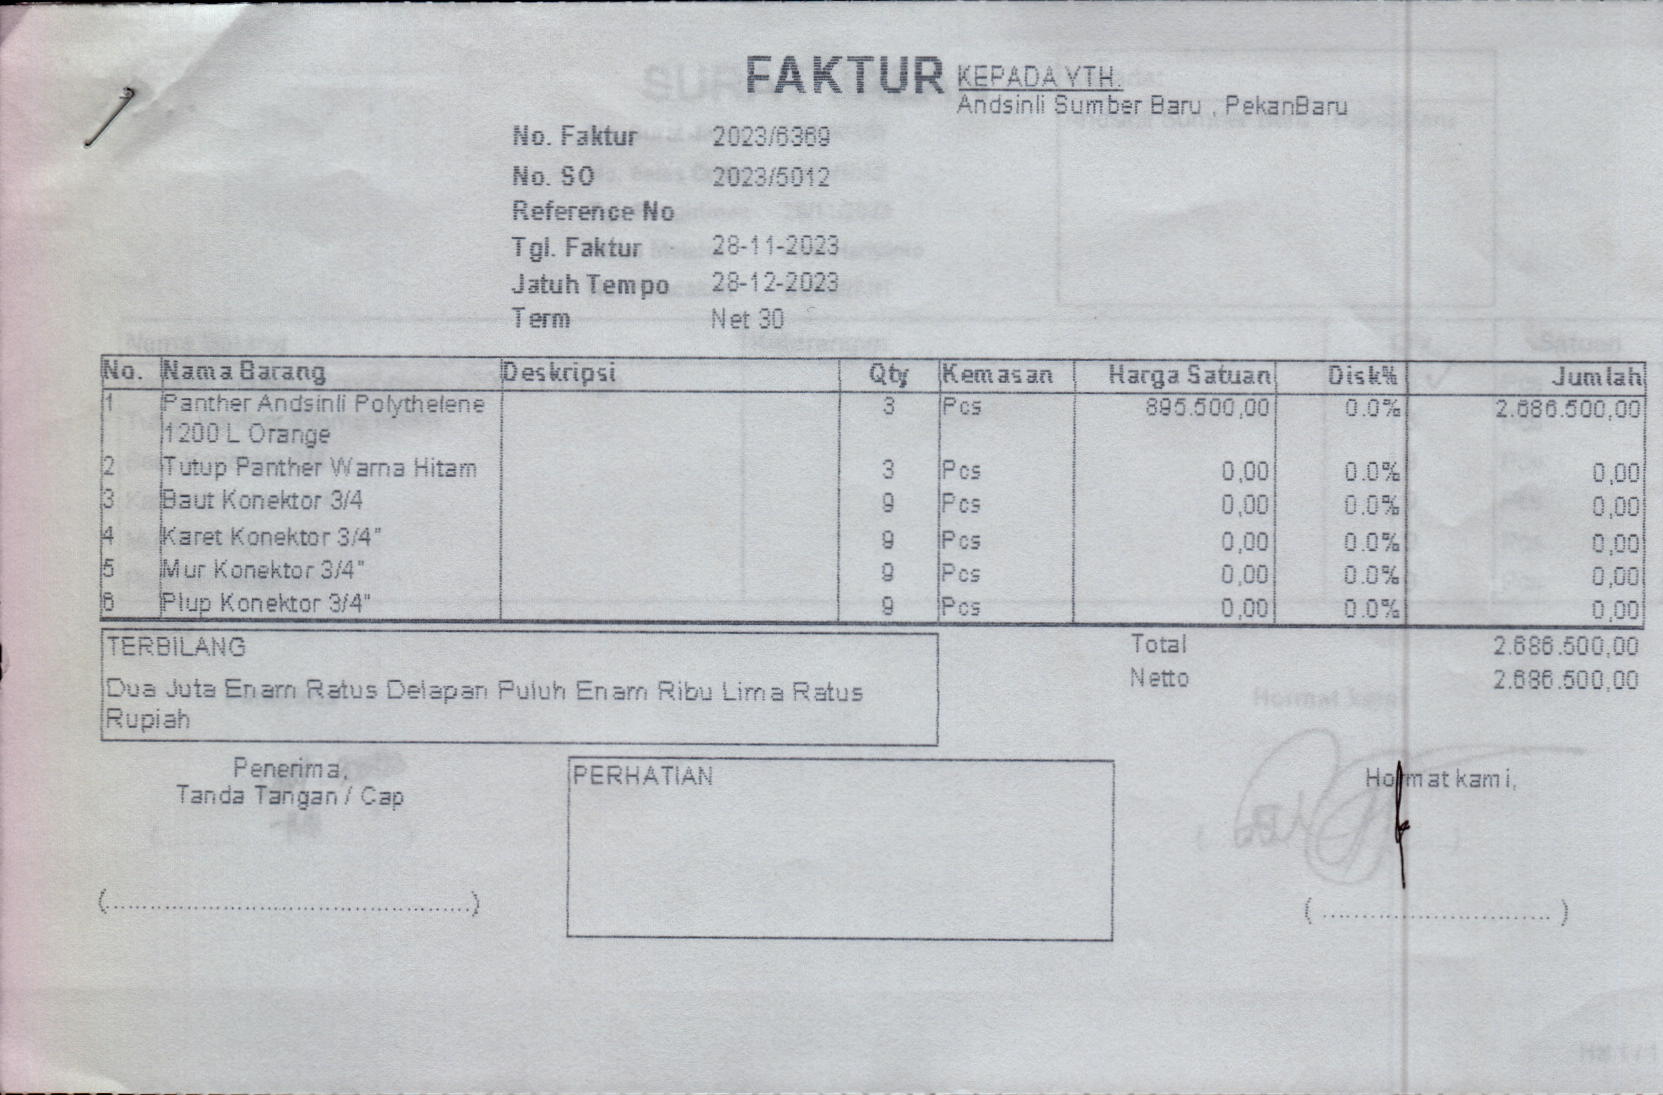 FAKTUR
KEPADA YTH.
Andsinli Sumber Baru , PekanBaru
No. Faktur 2023/6369
No. SO 2023/5012
Reference No
Tgl. Faktur 28-11-2023
Jatuh Tempo 28-12-2023
Term Net 30
No. Nama Barang Deskripsi Qty Kemasan Harga Satuan Disk% Jumlah
1 Panther Andsinli Polythelene 3 Pcs 895.500,00 0.0% 2.686.500,00
1200 L Orange
2 Tutup Panther Warna Hitam 3 Pcs 0,00 0.0% 0,00
3 Baut Konektor 3/4 9 Pcs 0,00 0.0% 0,00
4 Karet Konektor 3/4" 9 Pcs 0,00 0.0% 0,00
5 Mur Konektor 3/4" 9 Pcs 0,00 0.0% 0,00
6 Plup Konektor 3/4" 9 Pcs 0,00 0.0% 0,00
TERBILANG
Dua Juta Enam Ratus Delapan Puluh Enam Ribu Lima Ratus
Rupiah
Total 2.686.500,00
Netto 2.686.500,00
Penerima,
Tanda Tangan / Cap
PERHATIAN
Hormat kami,
(................................................)
( .............................. )